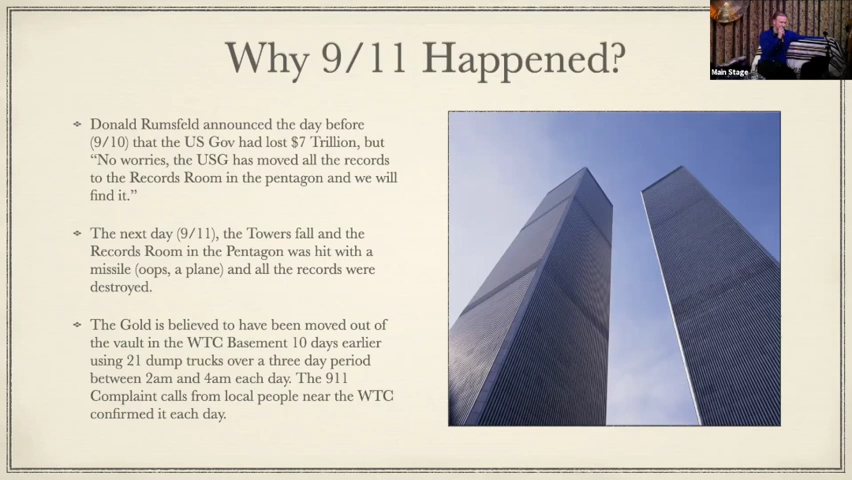 Why 9/11 Happened?
Main Stage
Donald Rumsfeld announced the day before
(9/10) that the US Gov had lost $7 Trillion, but
“No worries, the USG has moved all the records
to the Records Room in the pentagon and we will
find it.”
The next day (9/11), the Towers fall and the
Records Room in the Pentagon was hit with a
missile (oops, a plane) and all the records were
destroyed.
The Gold is believed to have been moved out of
the vault in the WTC Basement 10 days earlier
using 21 dump trucks over a three day period
between 2am and 4am each day. The 911
Complaint calls from local people near the WTC
confirmed it each day.